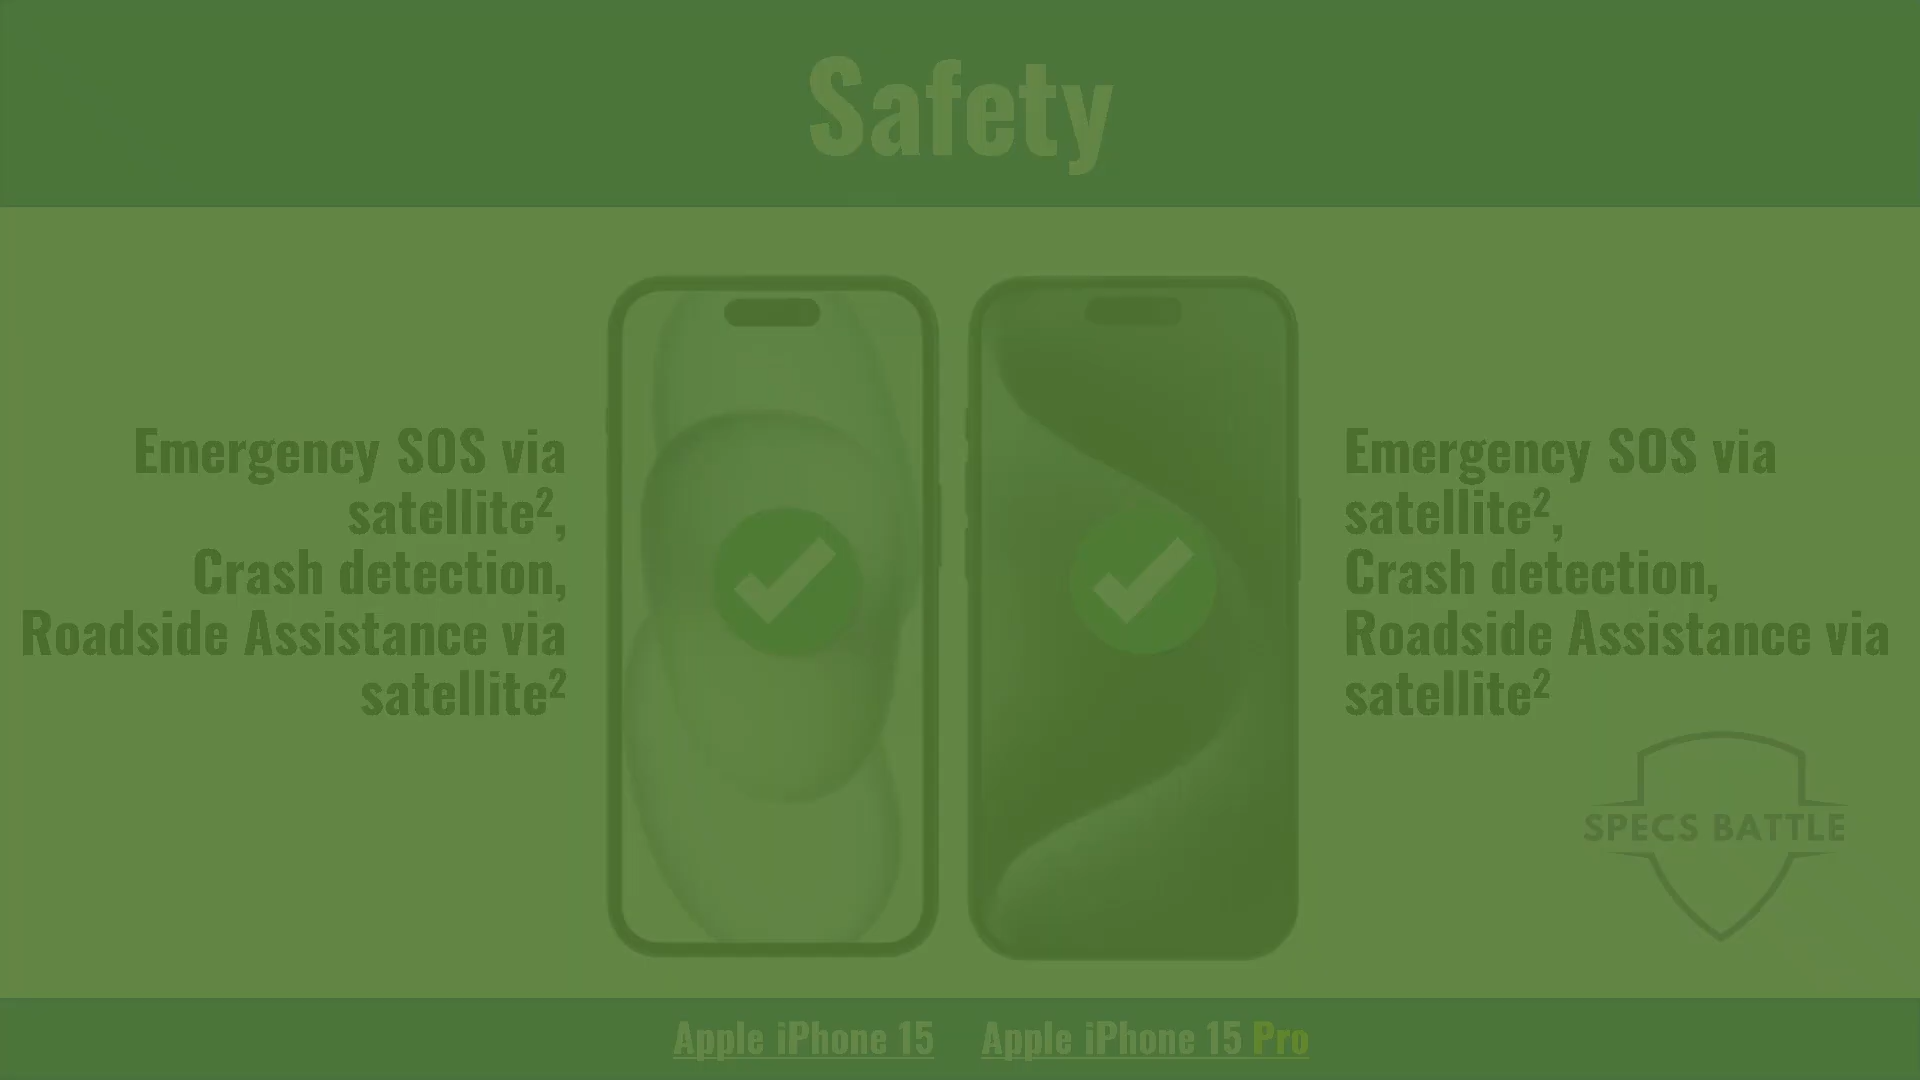 Safety
Emergency SOS via
satellite²,
Crash detection,
Roadside Assistance via
satellite²
Emergency SOS via
satellite²,
Crash detection,
Roadside Assistance via
satellite²
SPECS BATTLE
Apple iPhone 15
Apple iPhone 15 Pro